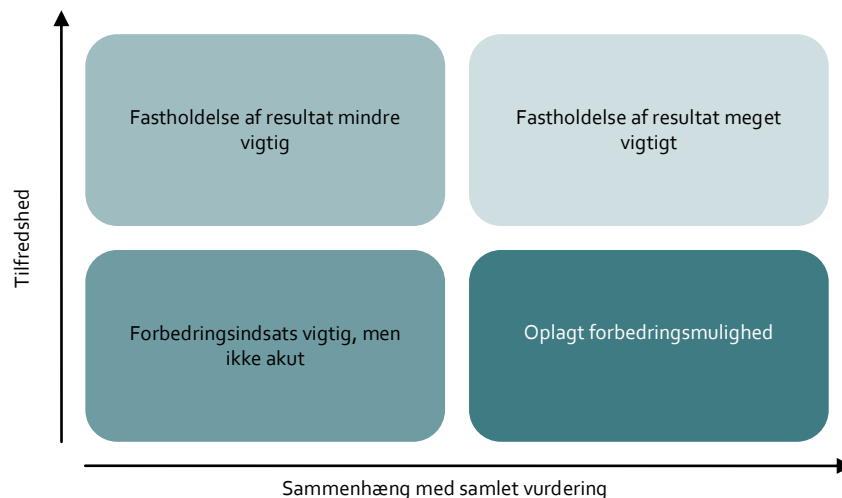 Fastholdelse af resultat mindre
vigtig
Fastholdelse af resultat meget
vigtigt
Tilfredshed
Forbedringsindsats vigtig, men
ikke akut
Oplagt forbedringsmulighed
Sammenhæng med samlet vurdering